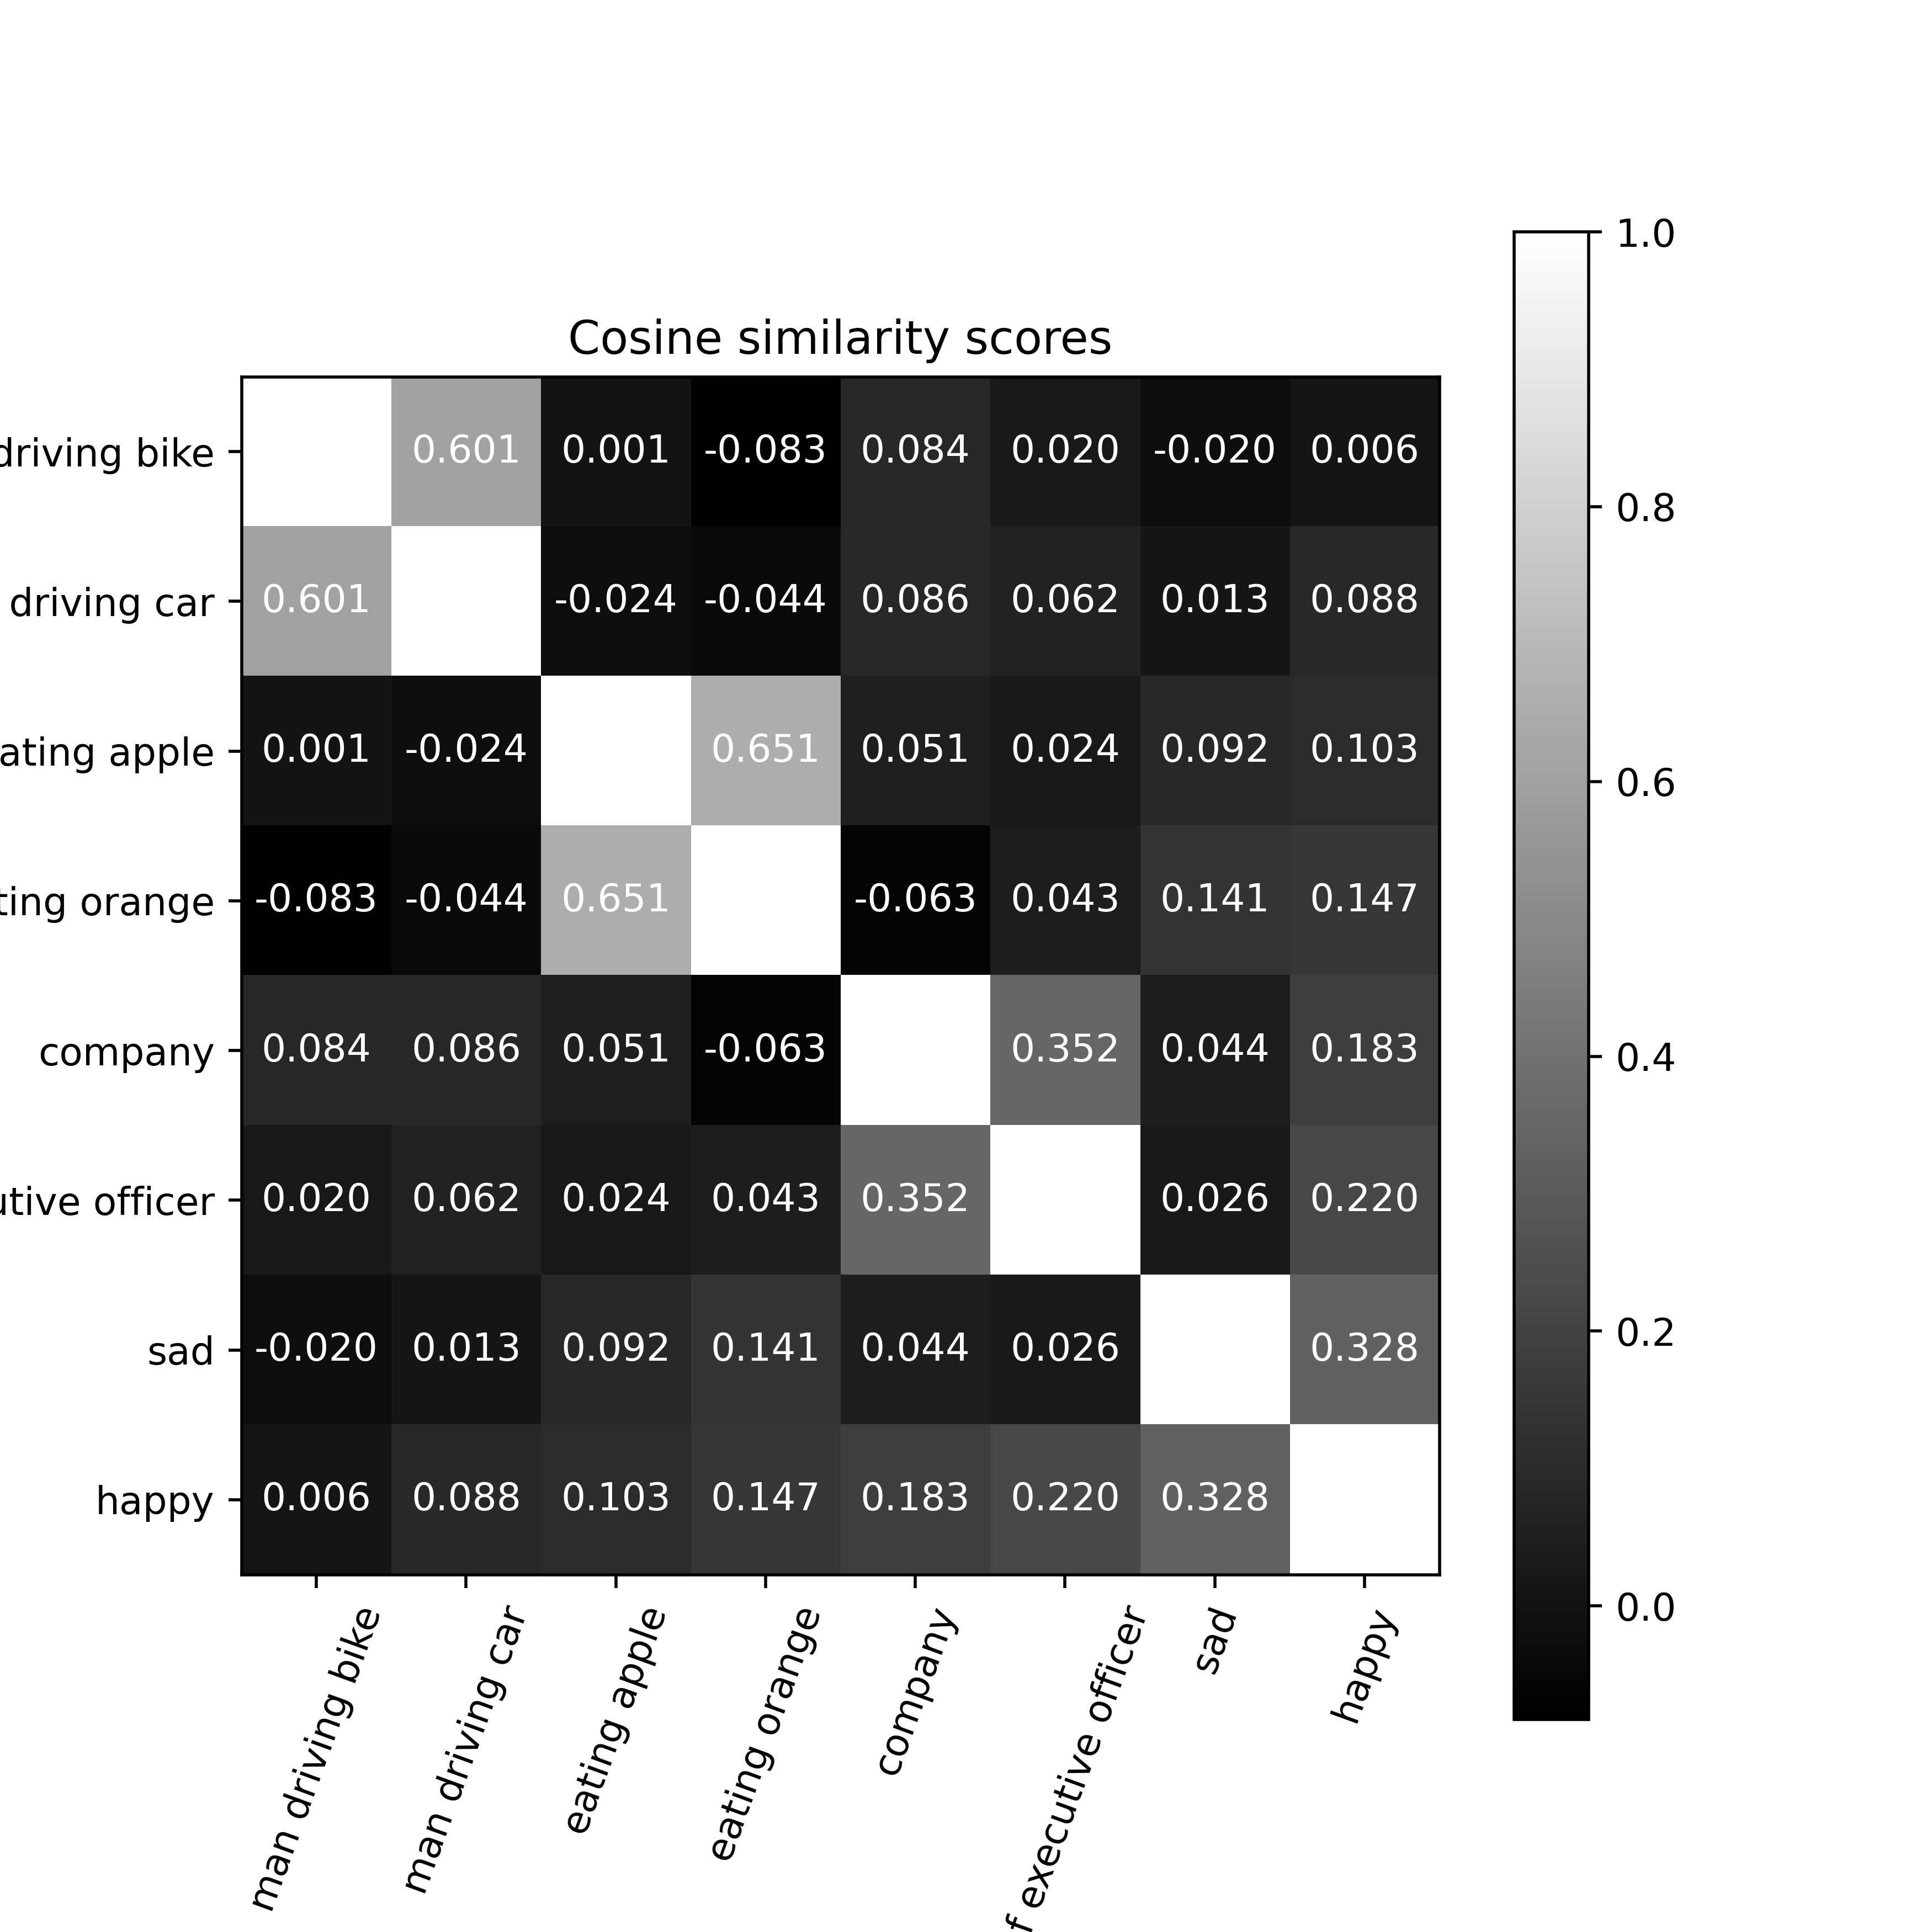 1.0
Cosine similarity scores
driving bike 0.601 0.001 -0.083 0.084 0.020 -0.020 0.006
0.8
driving car 0.601 -0.024 -0.044 0.086 0.062 0.013 0.088
ating apple 0.001 -0.024 0.651 0.051 0.024 0.092 0.103
0.6
ting orange -0.083 -0.044 0.651 -0.063 0.043 0.141 0.147
company 0.084 0.086 0.051 -0.063 0.352 0.044 0.183
0.4
utive officer 0.020 0.062 0.024 0.043 0.352 0.026 0.220
sad -0.020 0.013 0.092 0.141 0.044 0.026 0.328
0.2
happy 0.006 0.088 0.103 0.147 0.183 0.220 0.328
0.0
man driving bike
man driving car
eating apple
eating orange
company
f executive officer
sad
happy